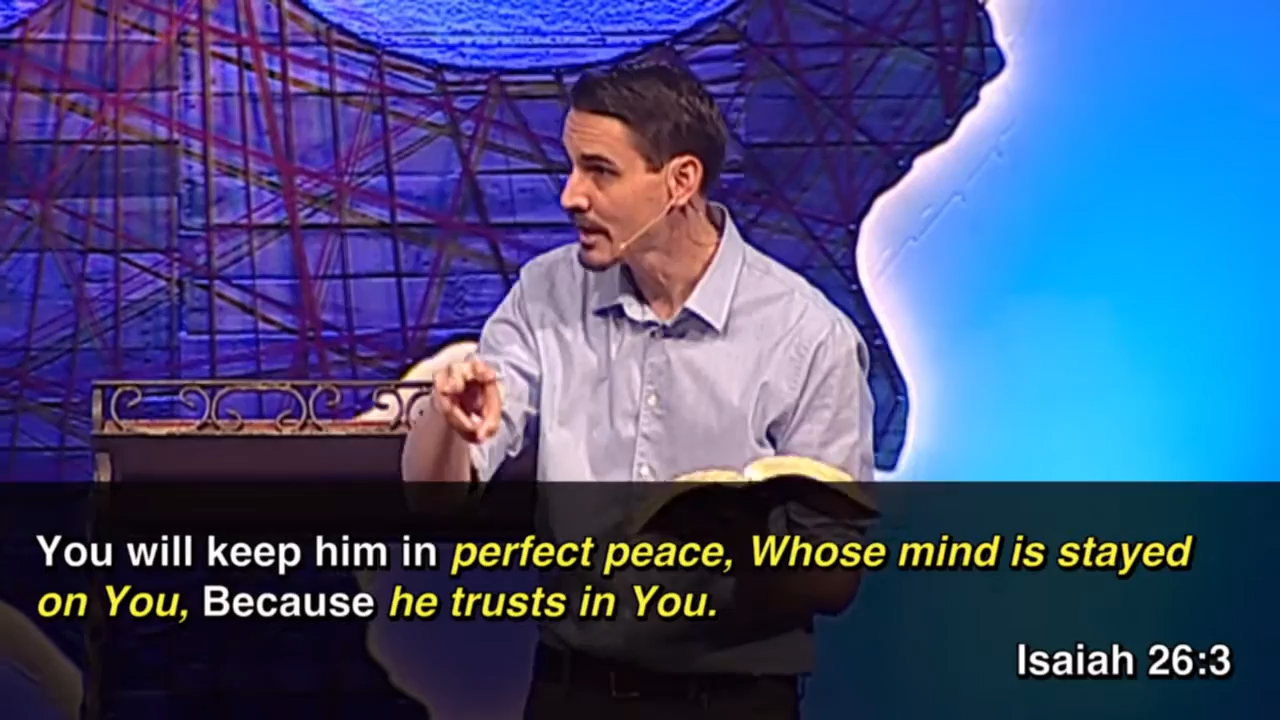 You will keep him in perfect peace, Whose mind is stayed
on You, Because he trusts in You.
Isaiah 26:3